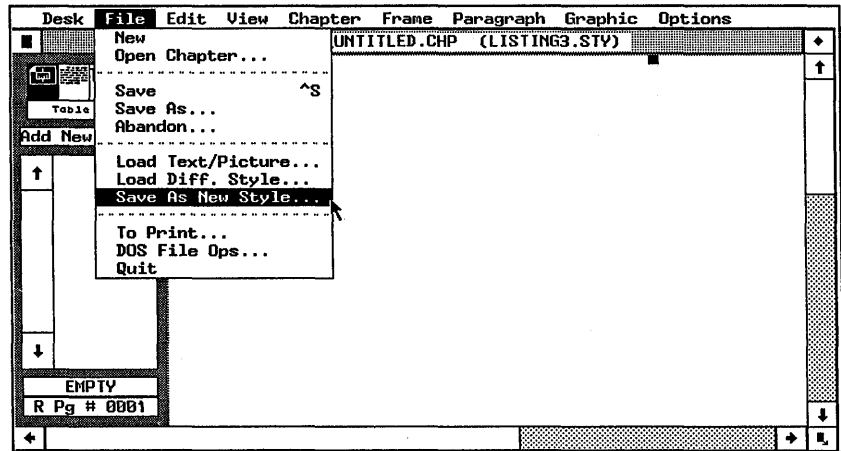 Desk File Edit View Chapter Frame Paragraph Graphic Options
UNTITLED.CHP (LISTING3.STY)
New
Open Chapter...
Save ^S
Save As...
Abandon...
Load Text/Picture...
Load Diff. Style...
Save As New Style...
To Print...
DOS File Ops...
Quit
Table
Add New
EMPTY
R Pg # 0001